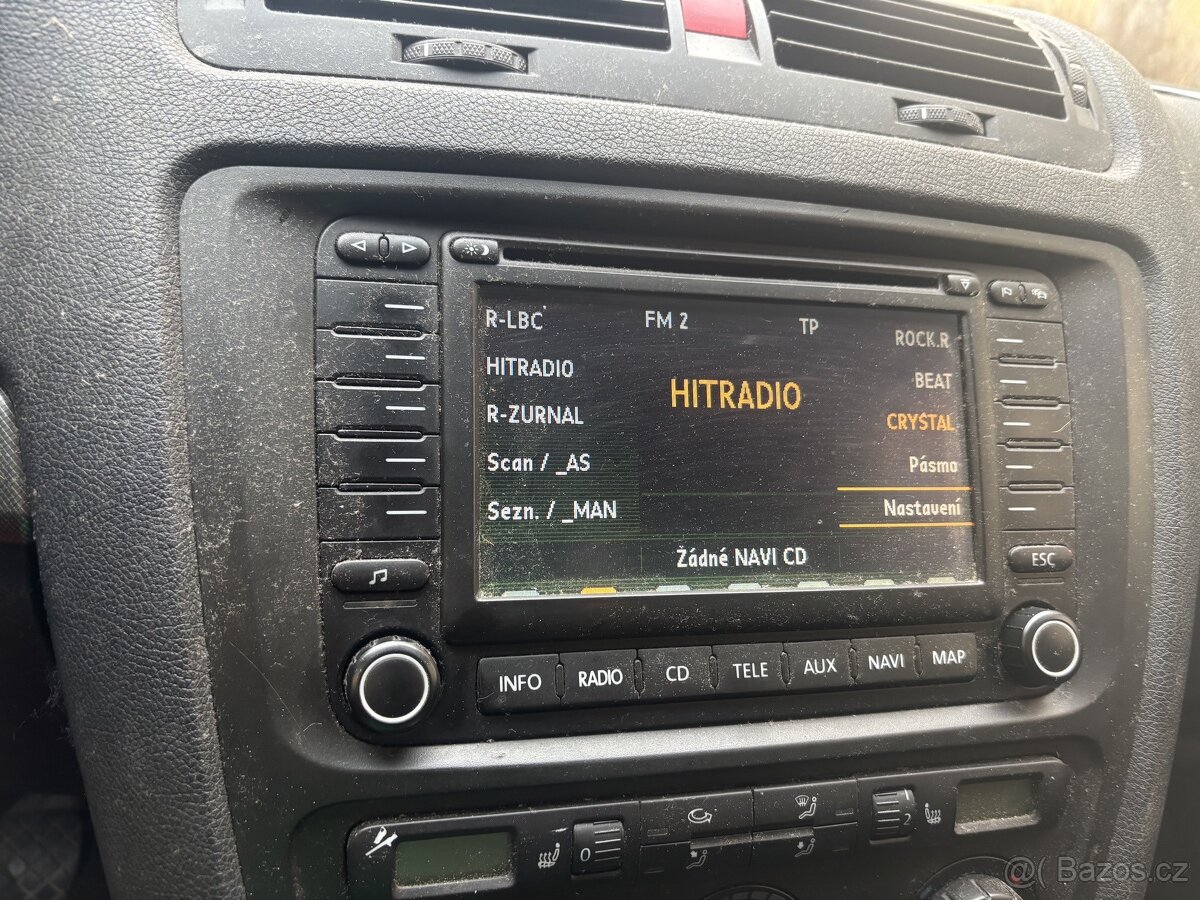 R-LBC FM 2 TP ROCK.R
HITRADIO BEAT
HITRADIO
R-ZURNAL CRYSTAL
Scan / _AS Pásmo
Sezn. / _MAN Nastavení
Žádné NAVI CD
ESC
INFO RADIO CD TELE AUX NAVI MAP
0 2
@( Bazos.cz